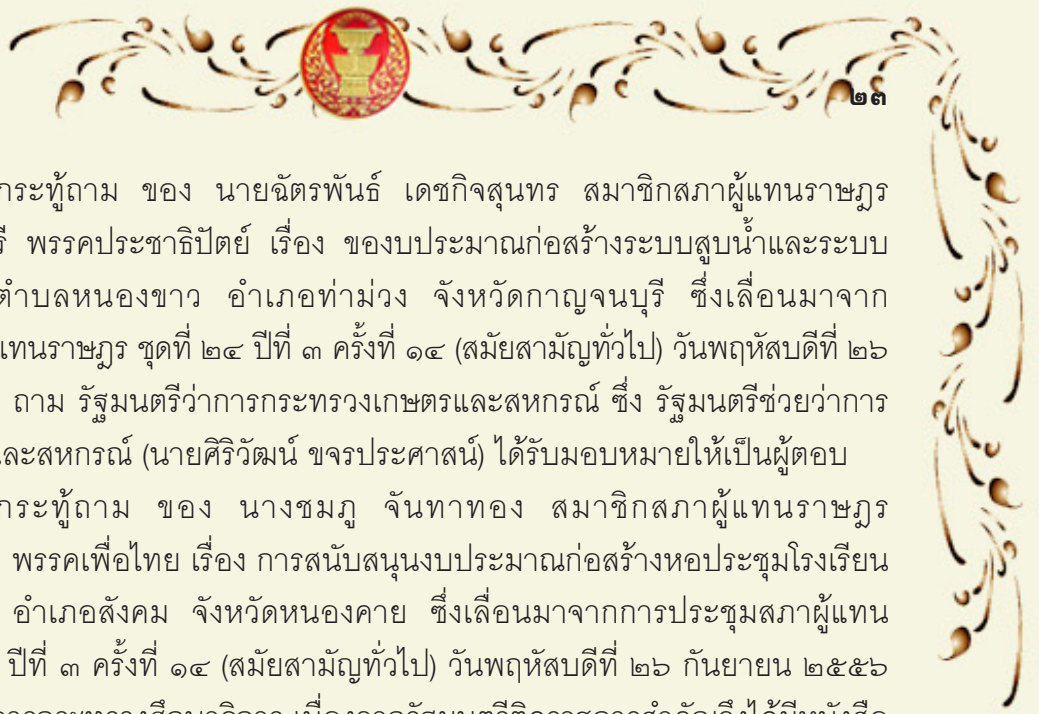 ๒๓
กระทู้ถาม ของ นายฉัตรพันธ์ เดชกิจสุนทร สมาชิกสภาผู้แทนราษฎร
รี พรรคประชาธิปัตย์ เรื่อง ของบประมาณก่อสร้างระบบสูบน้ำและระบบ
ตำบลหนองขาว อำเภอท่าม่วง จังหวัดกาญจนบุรี ซึ่งเลื่อนมาจาก
แทนราษฎร ชุดที่ ๒๔ ปีที่ ๓ ครั้งที่ ๑๔ (สมัยสามัญทั่วไป) วันพฤหัสบดีที่ ๒๖
ถาม รัฐมนตรีว่าการกระทรวงเกษตรและสหกรณ์ ซึ่ง รัฐมนตรีช่วยว่าการ
ละสหกรณ์ (นายศิริวัฒน์ ขจรประศาสน์) ได้รับมอบหมายให้เป็นผู้ตอบ
กระทู้ถาม ของ นางชมภู จันทาทอง สมาชิกสภาผู้แทนราษฎร
พรรคเพื่อไทย เรื่อง การสนับสนุนงบประมาณก่อสร้างหอประชุมโรงเรียน
อำเภอสังคม จังหวัดหนองคาย ซึ่งเลื่อนมาจากการประชุมสภาผู้แทน
ปีที่ ๓ ครั้งที่ ๑๔ (สมัยสามัญทั่วไป) วันพฤหัสบดีที่ ๒๖ กันยายน ๒๕๕๖